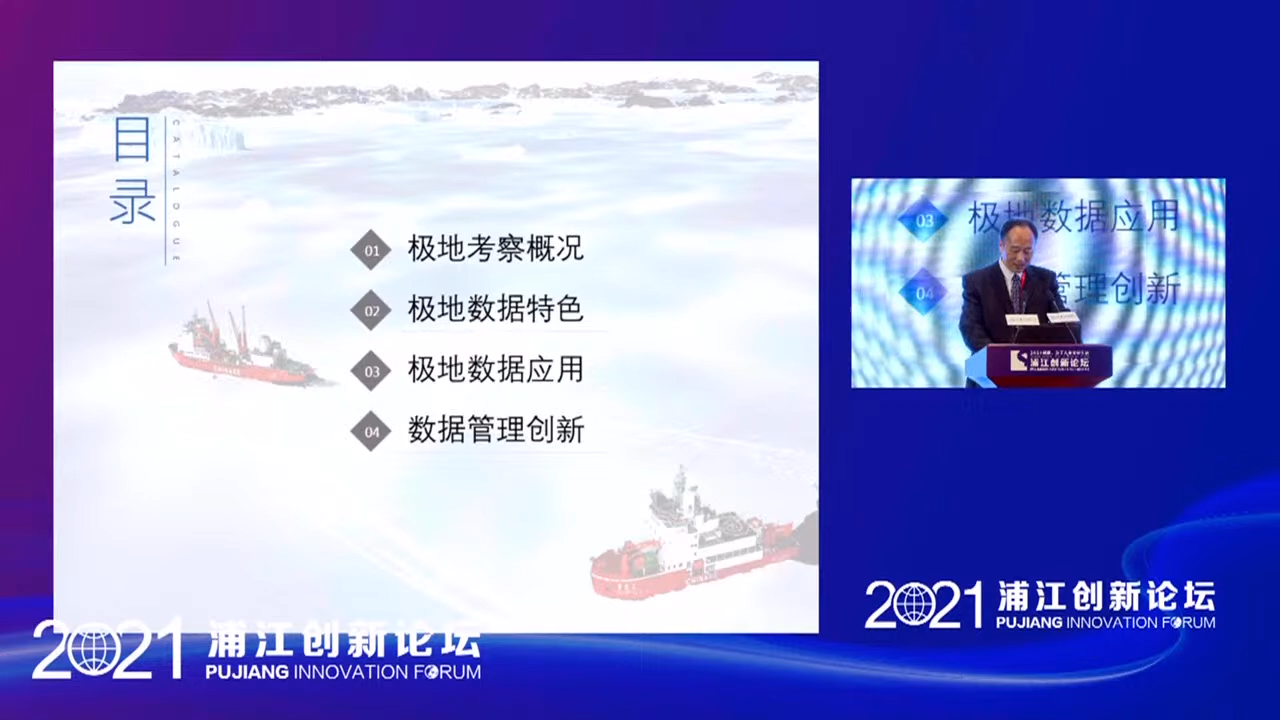 目录
CATALOGUE
01 极地考察概况
02 极地数据特色
03 极地数据应用
04 数据管理创新
CHINARE
CHINARE
03 极地数据应用
04 管理创新
浦江创新论坛
2021 浦江创新论坛
PUJIANG INNOVATION FORUM
2021 浦江创新论坛
PUJIANG INNOVATION FORUM